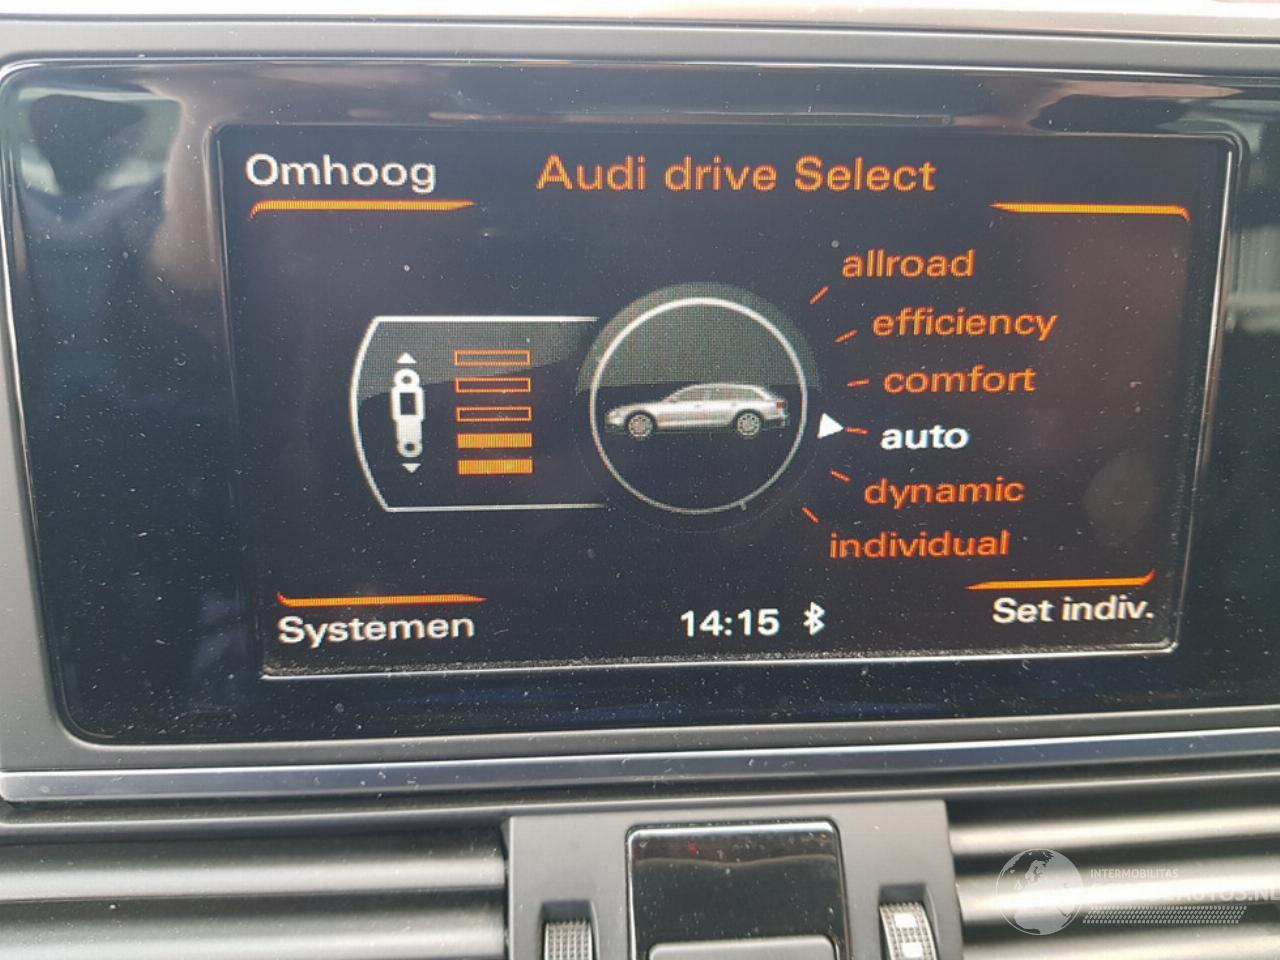 Omhoog
Audi drive Select
allroad
efficiency
comfort
auto
dynamic
individual
Systemen
14:15
Set indiv.
INTERMOBILITAS